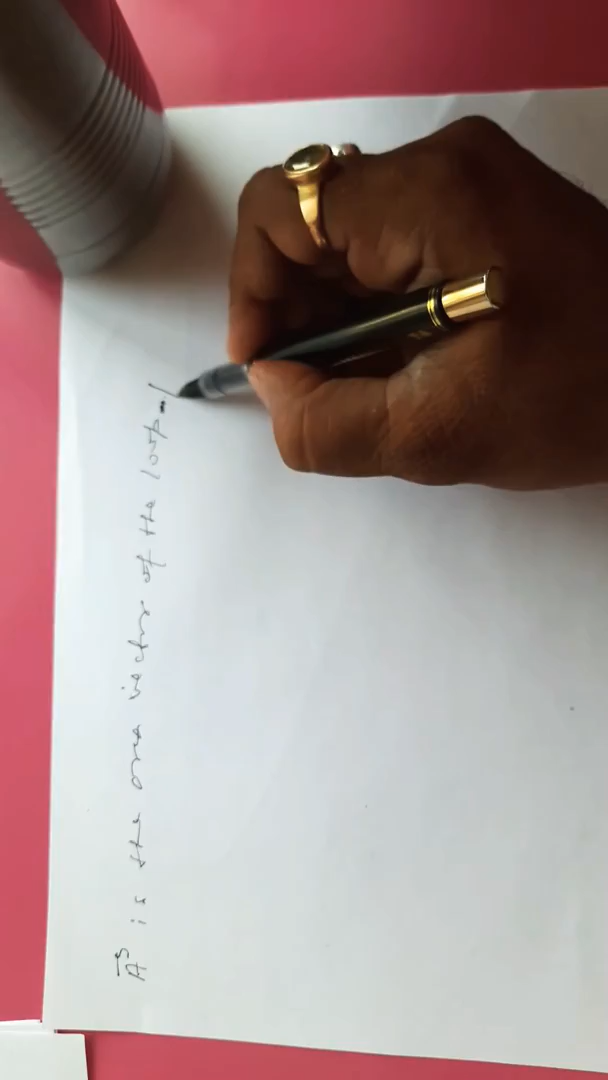 A⃗ is the area vector of the loop.